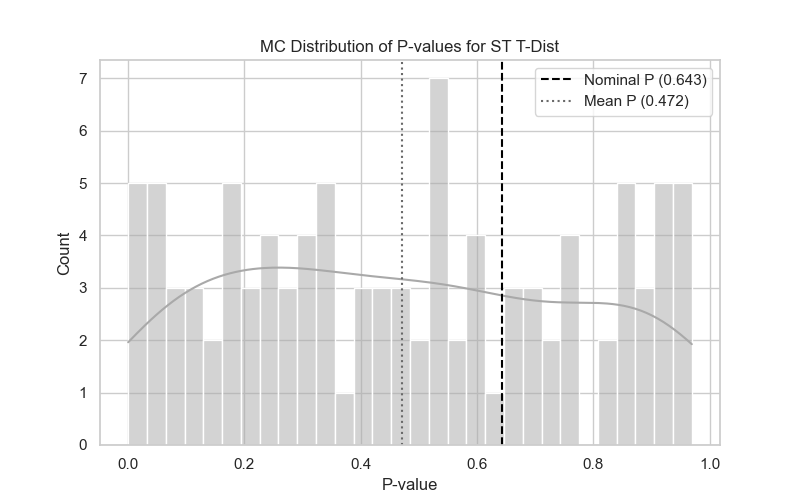 MC Distribution of P-values for ST T-Dist
Nominal P (0.643)
Mean P (0.472)
Count
7
6
5
4
3
2
1
0
0.0 0.2 0.4 0.6 0.8 1.0
P-value